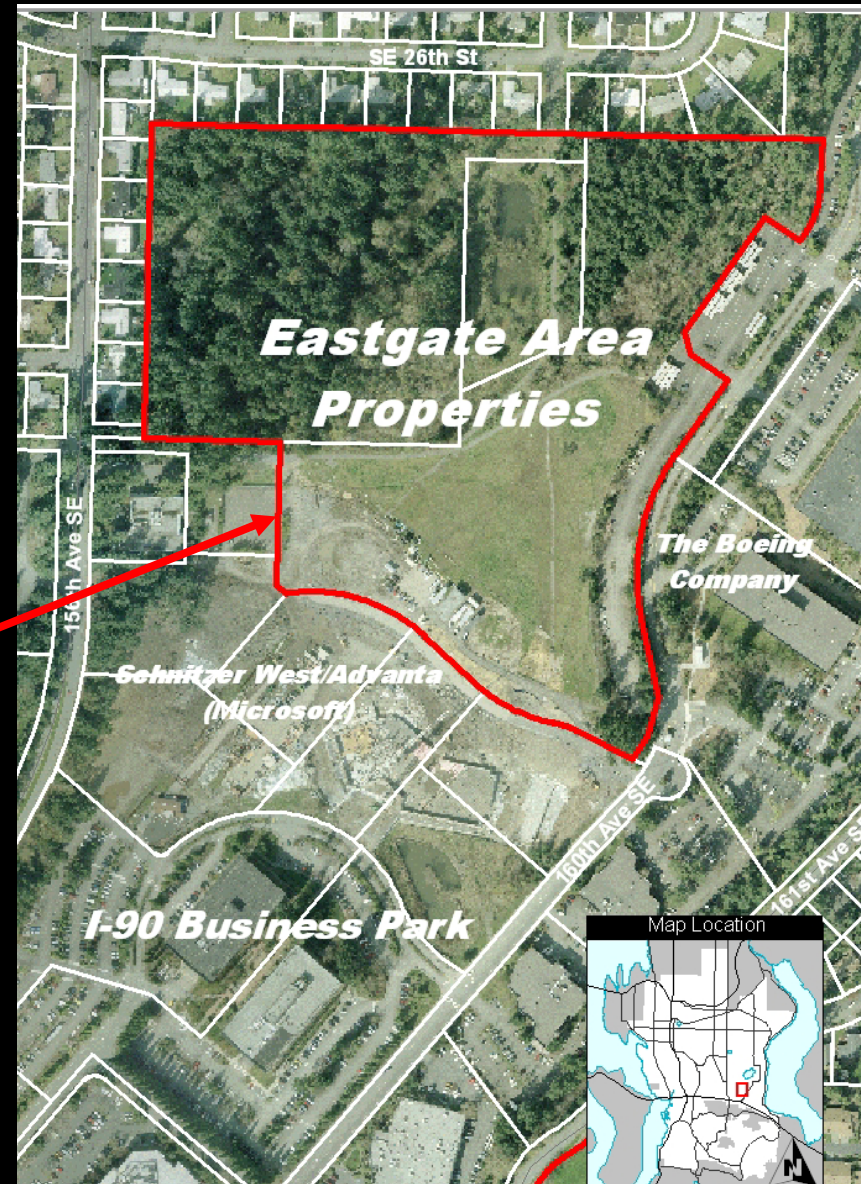 SE 26th St
Eastgate Area
Properties
156th Ave SE
The Boeing
Company
Schnitzer West/Advanta
(Microsoft)
160th Ave SE
161st Ave S
I-90 Business Park
Map Location
N